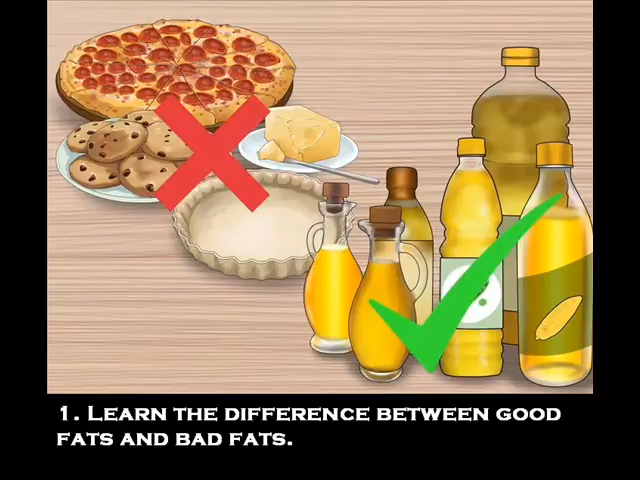 1. Learn the difference between good
fats and bad fats.